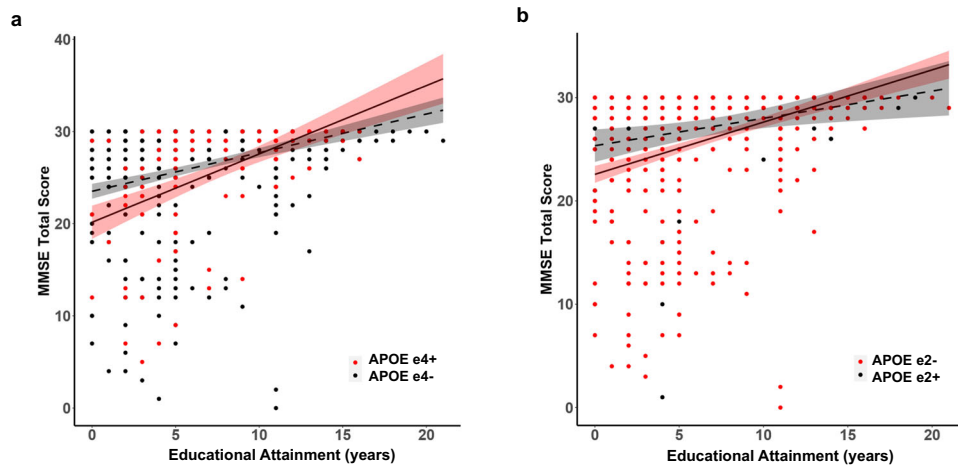 a
40
30
20
10
0
MMSE Total Score
APOE e4+
APOE e4-
0 5 10 15 20
Educational Attainment (years)
b
30
20
10
0
MMSE Total Score
APOE e2-
APOE e2+
0 5 10 15 20
Educational Attainment (years)